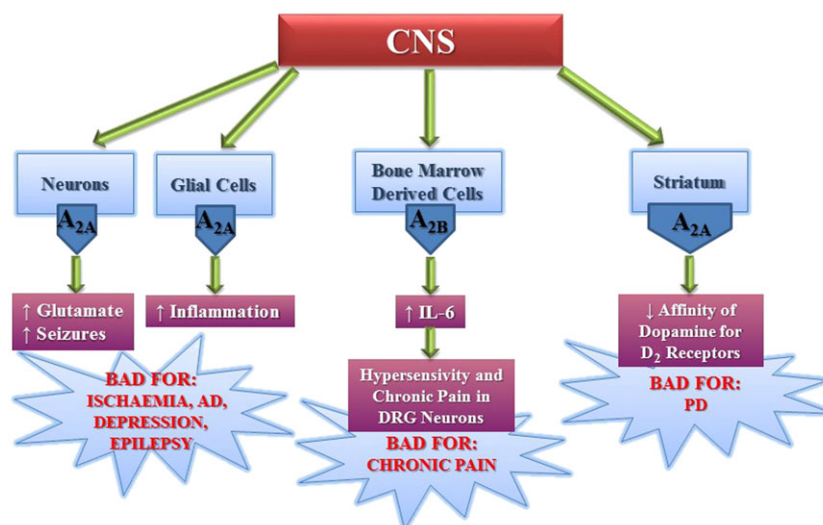 CNS
Neurons
A2A
Glial Cells
A2A
Bone Marrow
Derived Cells
A2B
Striatum
A2A
↑ Glutamate
↑ Seizures
↑ Inflammation
↑ IL-6
↓ Affinity of
Dopamine for
D2 Receptors
BAD FOR:
ISCHAEMIA, AD,
DEPRESSION,
EPILEPSY
Hypersensivity and
Chronic Pain in
DRG Neurons
BAD FOR:
CHRONIC PAIN
BAD FOR:
PD